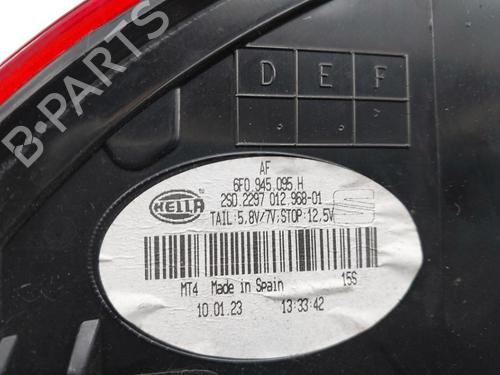 B-PARTS
D E F
AF
6F0.945.095.H
HELLA 2SD.2297 012.968-01
TAIL:5.8V/7V;STOP:12.5V
MT4 Made in Spain 15S
10.01.23 13:33:42